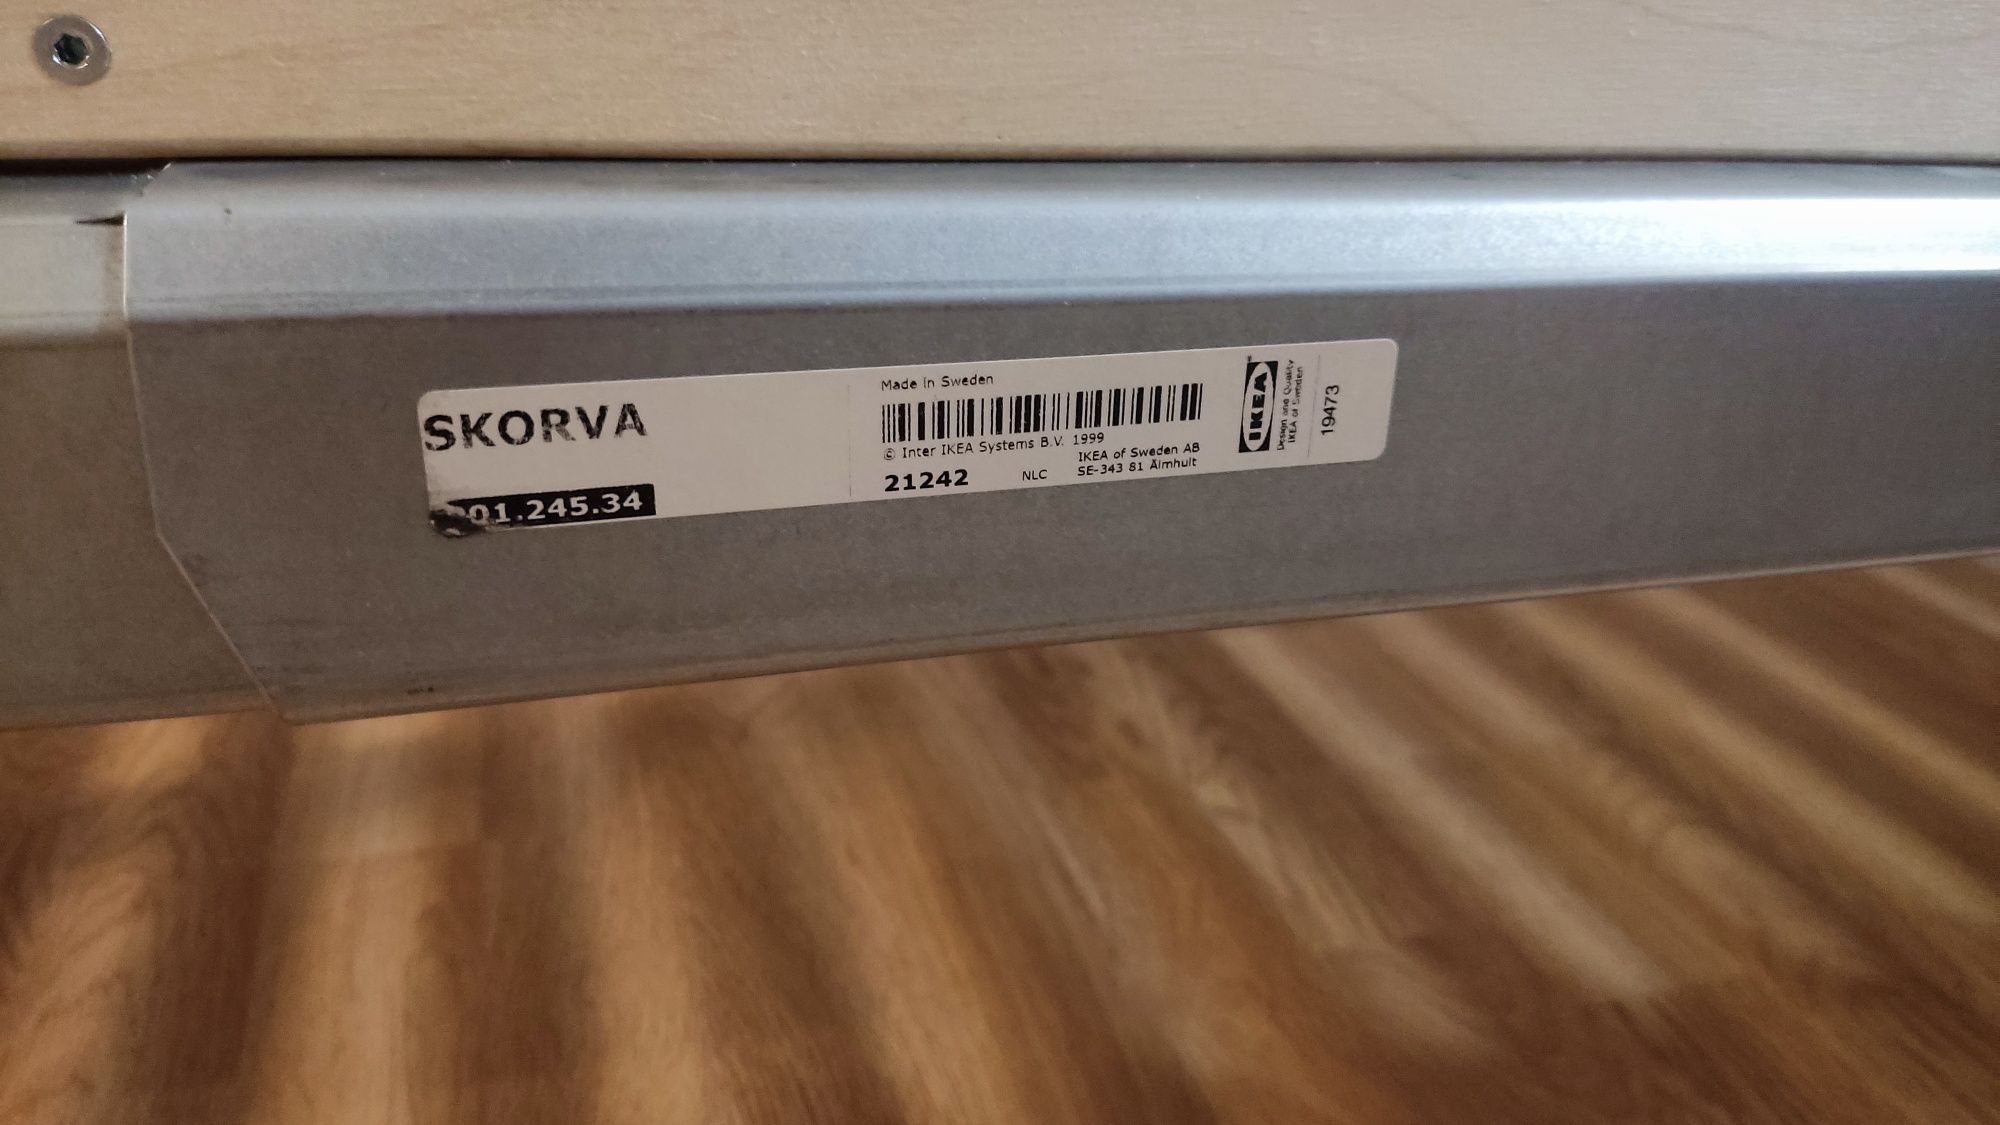 SKORVA
01.245.34
Made in Sweden
© Inter IKEA Systems B.V. 1999
21242
NLC
IKEA of Sweden AB
SE-343 81 Älmhult
IKEA
Design and Quality
IKEA of Sweden
19473